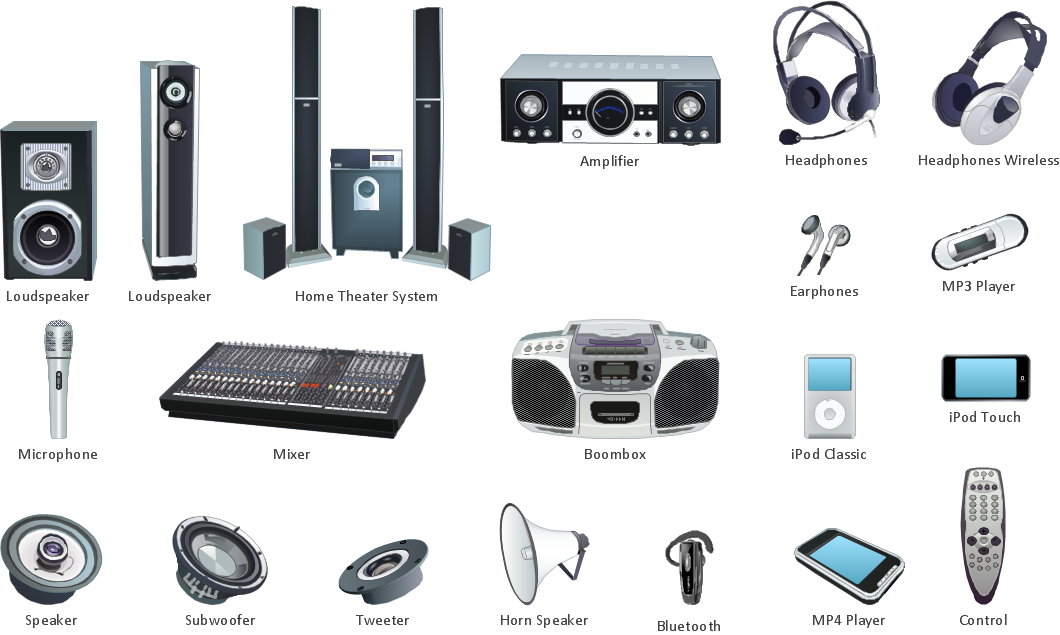 Amplifier
Headphones
Headphones Wireless
Loudspeaker
Loudspeaker
Home Theater System
Earphones
MP3 Player
Microphone
Mixer
Boombox
iPod Classic
iPod Touch
Speaker
Subwoofer
Tweeter
Horn Speaker
Bluetooth
MP4 Player
Control